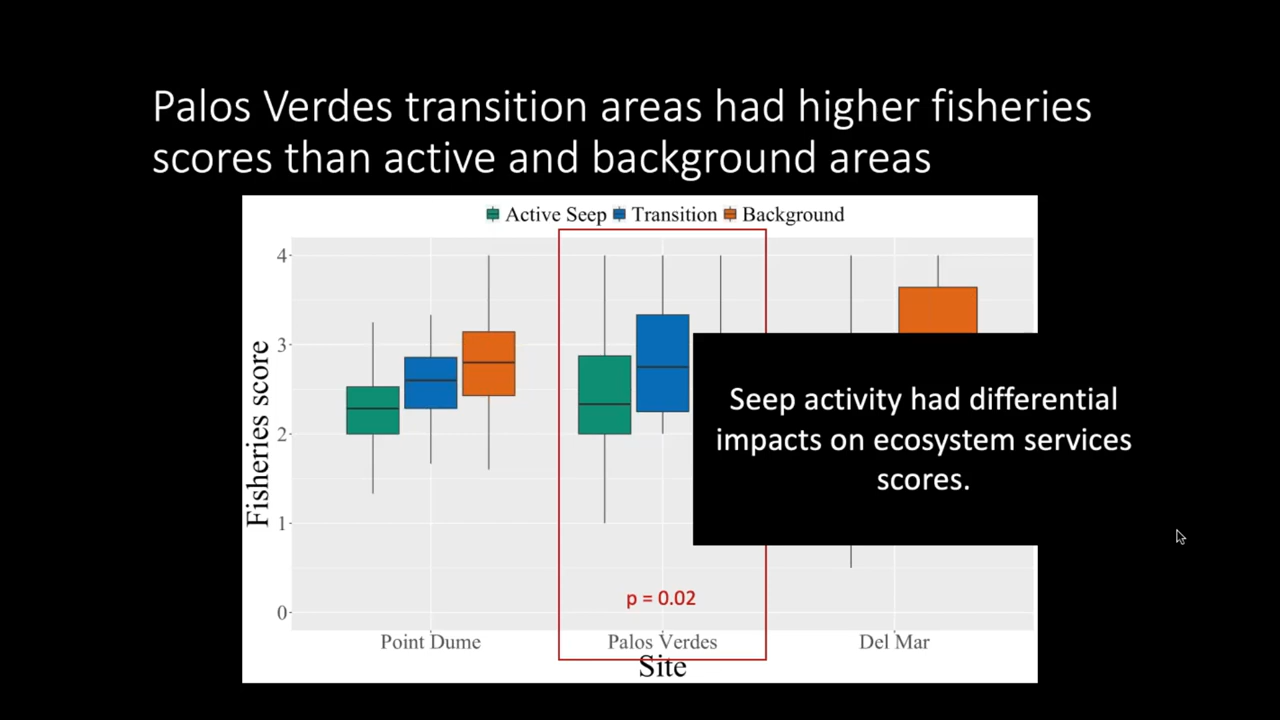 Palos Verdes transition areas had higher fisheries
scores than active and background areas
Active Seep Transition Background
4
3
2
1
0
Fisheries score
Seep activity had differential
impacts on ecosystem services
scores.
p = 0.02
Point Dume Palos Verdes Del Mar
Site